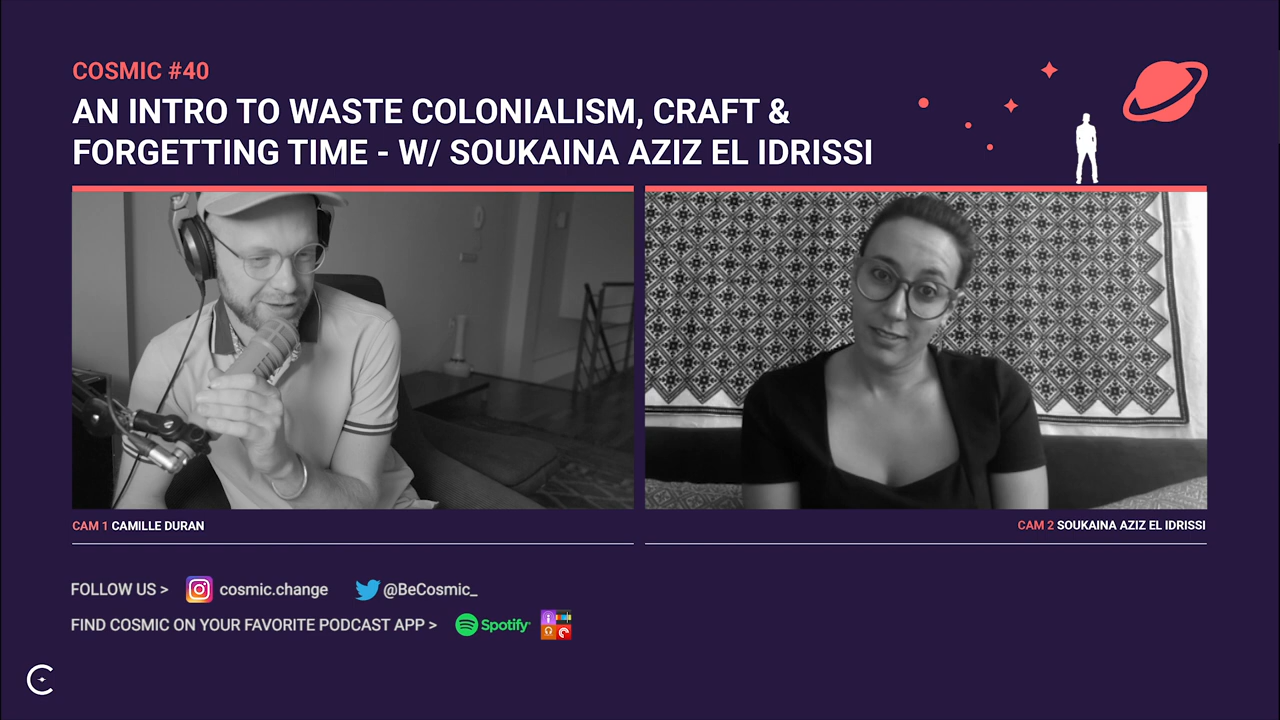 COSMIC #40
AN INTRO TO WASTE COLONIALISM, CRAFT &
FORGETTING TIME - W/ SOUKAINA AZIZ EL IDRISSI
CAM 1 CAMILLE DURAN
CAM 2 SOUKAINA AZIZ EL IDRISSI
FOLLOW US > cosmic.change @BeCosmic_
FIND COSMIC ON YOUR FAVORITE PODCAST APP > Spotify